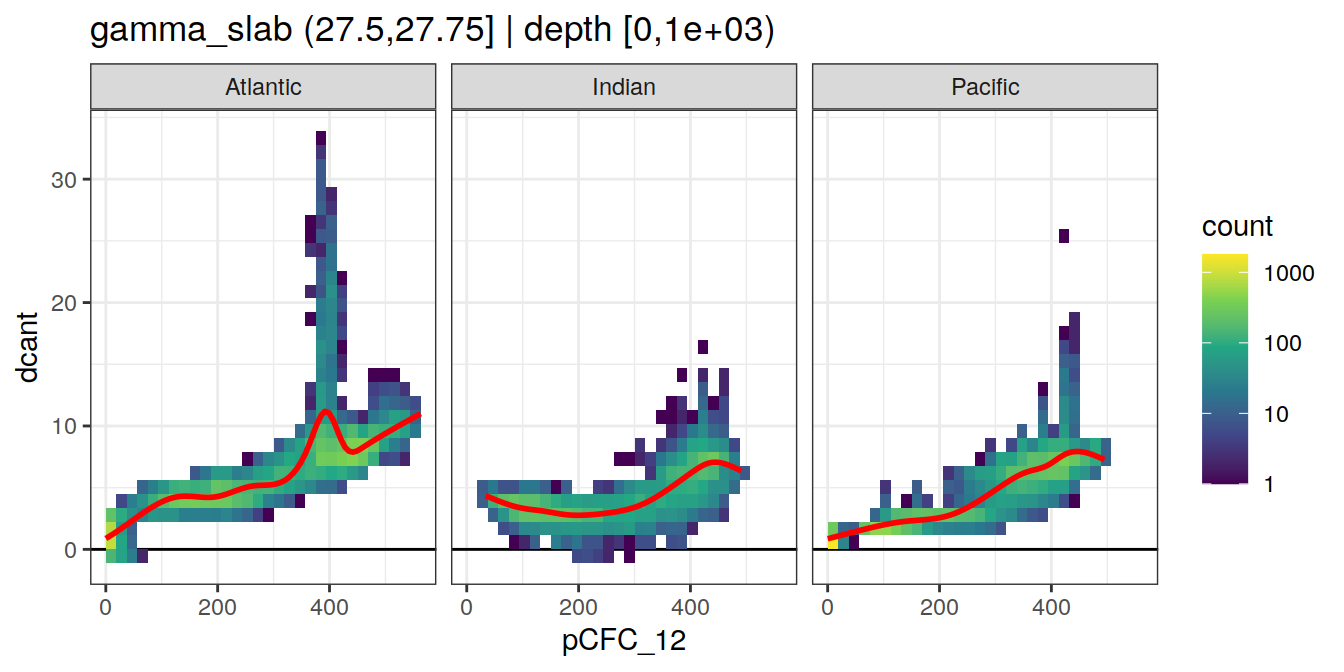 gamma_slab (27.5,27.75] | depth [0,1e+03)
Atlantic
Indian
Pacific
dcant
30
20
10
0
0 200 400
0 200 400
0 200 400
pCFC_12
count
1000
100
10
1